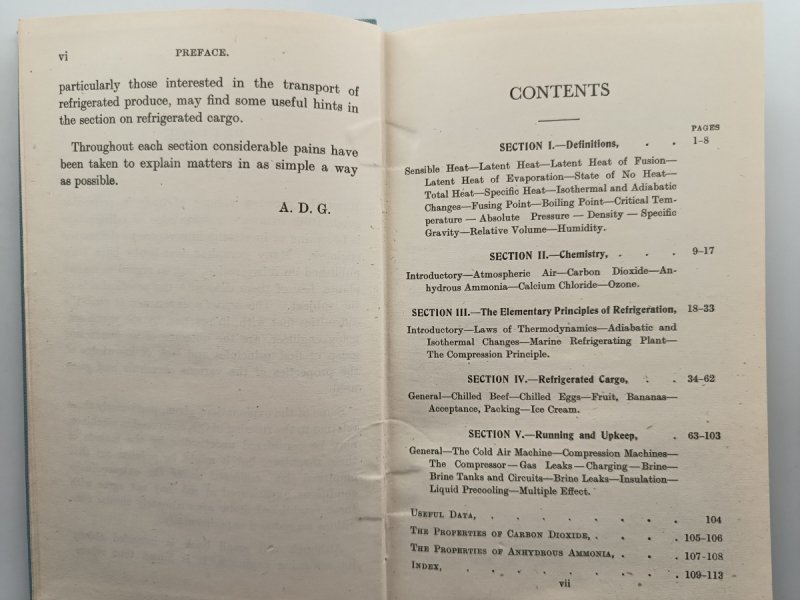 vi
PREFACE.
particularly those interested in the transport of
refrigerated produce, may find some useful hints in
the section on refrigerated cargo.
Throughout each section considerable pains have
been taken to explain matters in as simple a way
as possible.
A. D. G.
CONTENTS
PAGES
SECTION I.—Definitions, . . 1-8
Sensible Heat—Latent Heat—Latent Heat of Fusion—
Latent Heat of Evaporation—State of No Heat—
Total Heat—Specific Heat—Isothermal and Adiabatic
Changes—Fusing Point—Boiling Point—Critical Tem-
perature — Absolute Pressure — Density — Specific
Gravity—Relative Volume—Humidity.
SECTION II.—Chemistry, . . . 9-17
Introductory—Atmospheric Air—Carbon Dioxide—An-
hydrous Ammonia—Calcium Chloride—Ozone.
SECTION III.—The Elementary Principles of Refrigeration, 18-33
Introductory—Laws of Thermodynamics—Adiabatic and
Isothermal Changes—Marine Refrigerating Plant—
The Compression Principle.
SECTION IV.—Refrigerated Cargo, . . 34-62
General—Chilled Beef—Chilled Eggs—Fruit, Bananas—
Acceptance, Packing—Ice Cream.
SECTION V.—Running and Upkeep, . 63-103
General—The Cold Air Machine—Compression Machines—
The Compressor—Gas Leaks—Charging—Brine—
Brine Tanks and Circuits—Brine Leaks—Insulation—
Liquid Precooling—Multiple Effect.
USEFUL DATA, . . . . . . . 104
THE PROPERTIES OF CARBON DIOXIDE, . . . . 105-106
THE PROPERTIES OF ANHYDROUS AMMONIA, . . . 107-108
INDEX, . . . . . . . . 109-113
vii